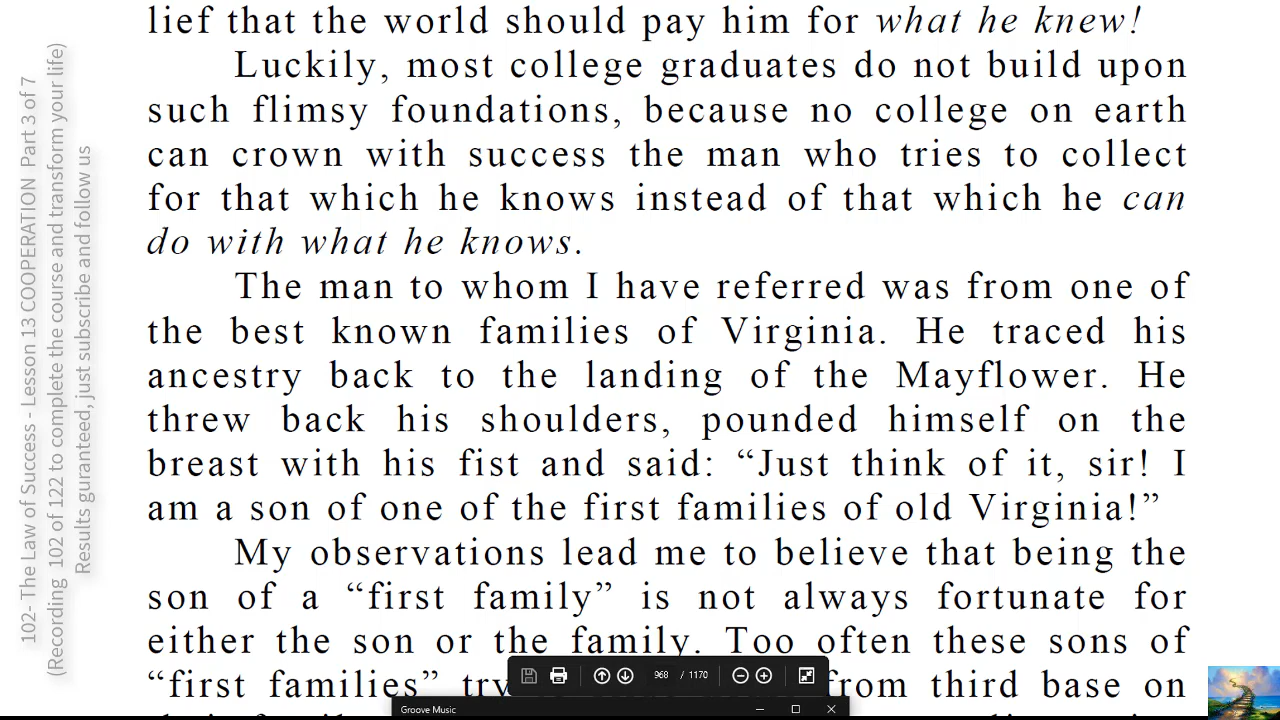 lief that the world should pay him for what he knew!
Luckily, most college graduates do not build upon
such flimsy foundations, because no college on earth
can crown with success the man who tries to collect
for that which he knows instead of that which he can
do with what he knows.
The man to whom I have referred was from one of
the best known families of Virginia. He traced his
ancestry back to the landing of the Mayflower. He
threw back his shoulders, pounded himself on the
breast with his fist and said: “Just think of it, sir! I
am a son of one of the first families of old Virginia!”
My observations lead me to believe that being the
son of a “first family” is not always fortunate for
either the son or the family. Too often these sons of
“first families” try from third base on
968 / 1170
Groove Music
102- The Law of Success - Lesson 13 COOPERATION Part 3 of 7
(Recording 102 of 122 to complete the course and transform your life)
Results guranteed, just subscribe and follow us